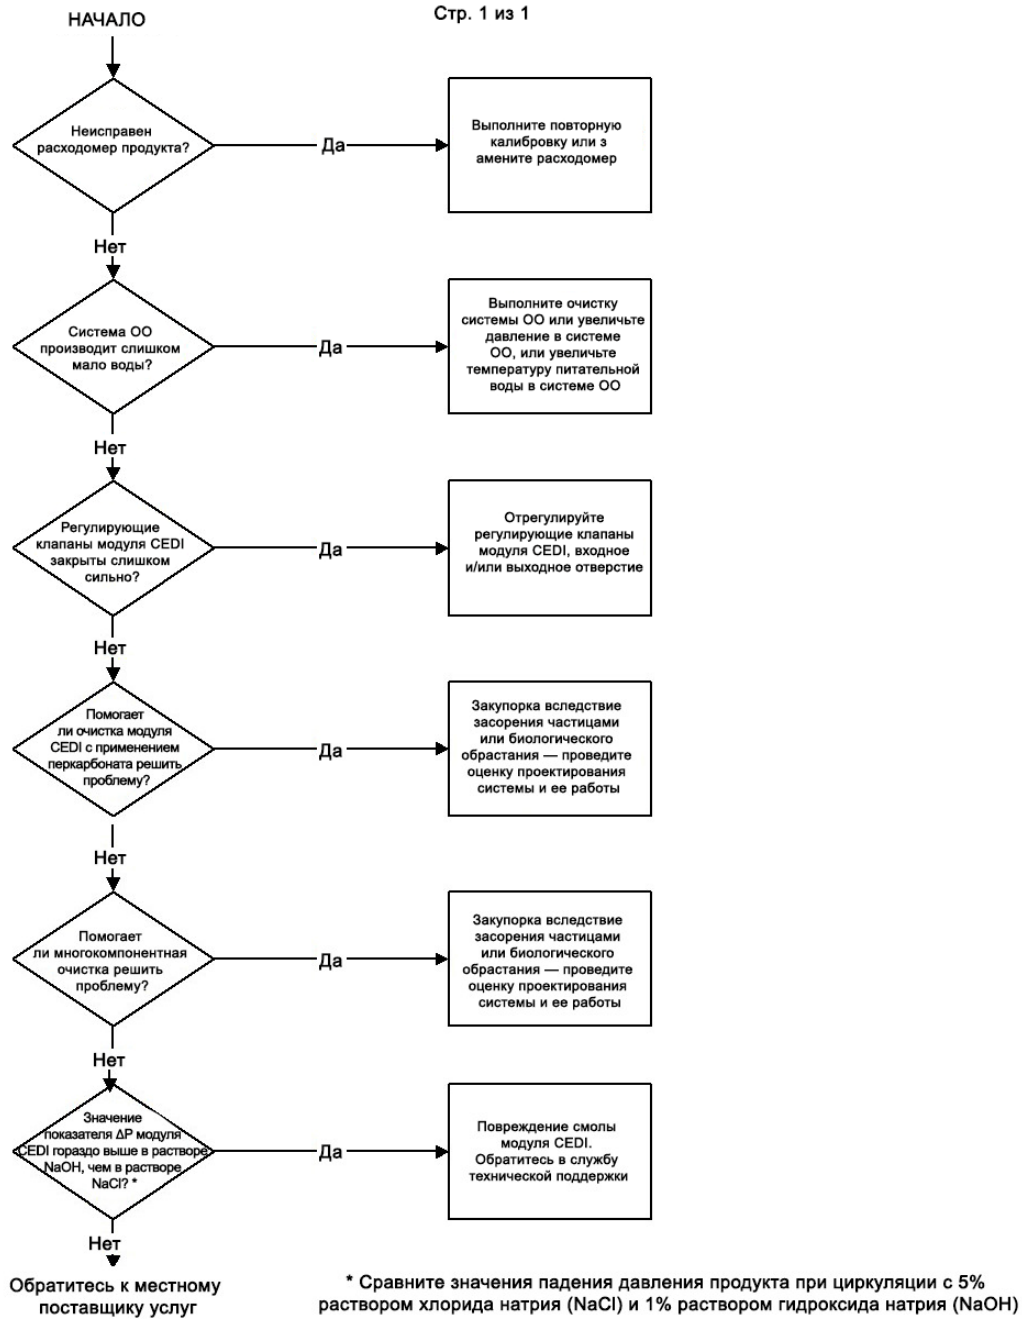 НАЧАЛО
Стр. 1 из 1
Неисправен
расходомер продукта?
Да
Выполните повторную
калибровку или з
амените расходомер
Нет
Система ОО
производит слишком
мало воды?
Да
Выполните очистку
системы ОО или увеличьте
давление в системе
ОО, или увеличьте
температуру питательной
воды в системе ОО
Нет
Регулирующие
клапаны модуля CEDI
закрыты слишком
сильно?
Да
Отрегулируйте
регулирующие клапаны
модуля CEDI, входное
и/или выходное отверстие
Нет
Помогает
ли очистка модуля
CEDI с применением
перкарбоната решить
проблему?
Да
Закупорка вследствие
засорения частицами
или биологического
обрастания — проведите
оценку проектирования
системы и ее работы
Нет
Помогает
ли многокомпонентная
очистка решить
проблему?
Да
Закупорка вследствие
засорения частицами
или биологического
обрастания — проведите
оценку проектирования
системы и ее работы
Нет
Значение
показателя ΔP модуля
CEDI гораздо выше в растворе
NaOH, чем в растворе
NaCl? *
Да
Повреждение смолы
модуля CEDI.
Обратитесь в службу
технической поддержки
Нет
Обратитесь к местному
поставщику услуг
* Сравните значения падения давления продукта при циркуляции с 5%
раствором хлорида натрия (NaCl) и 1% раствором гидроксида натрия (NaOH)